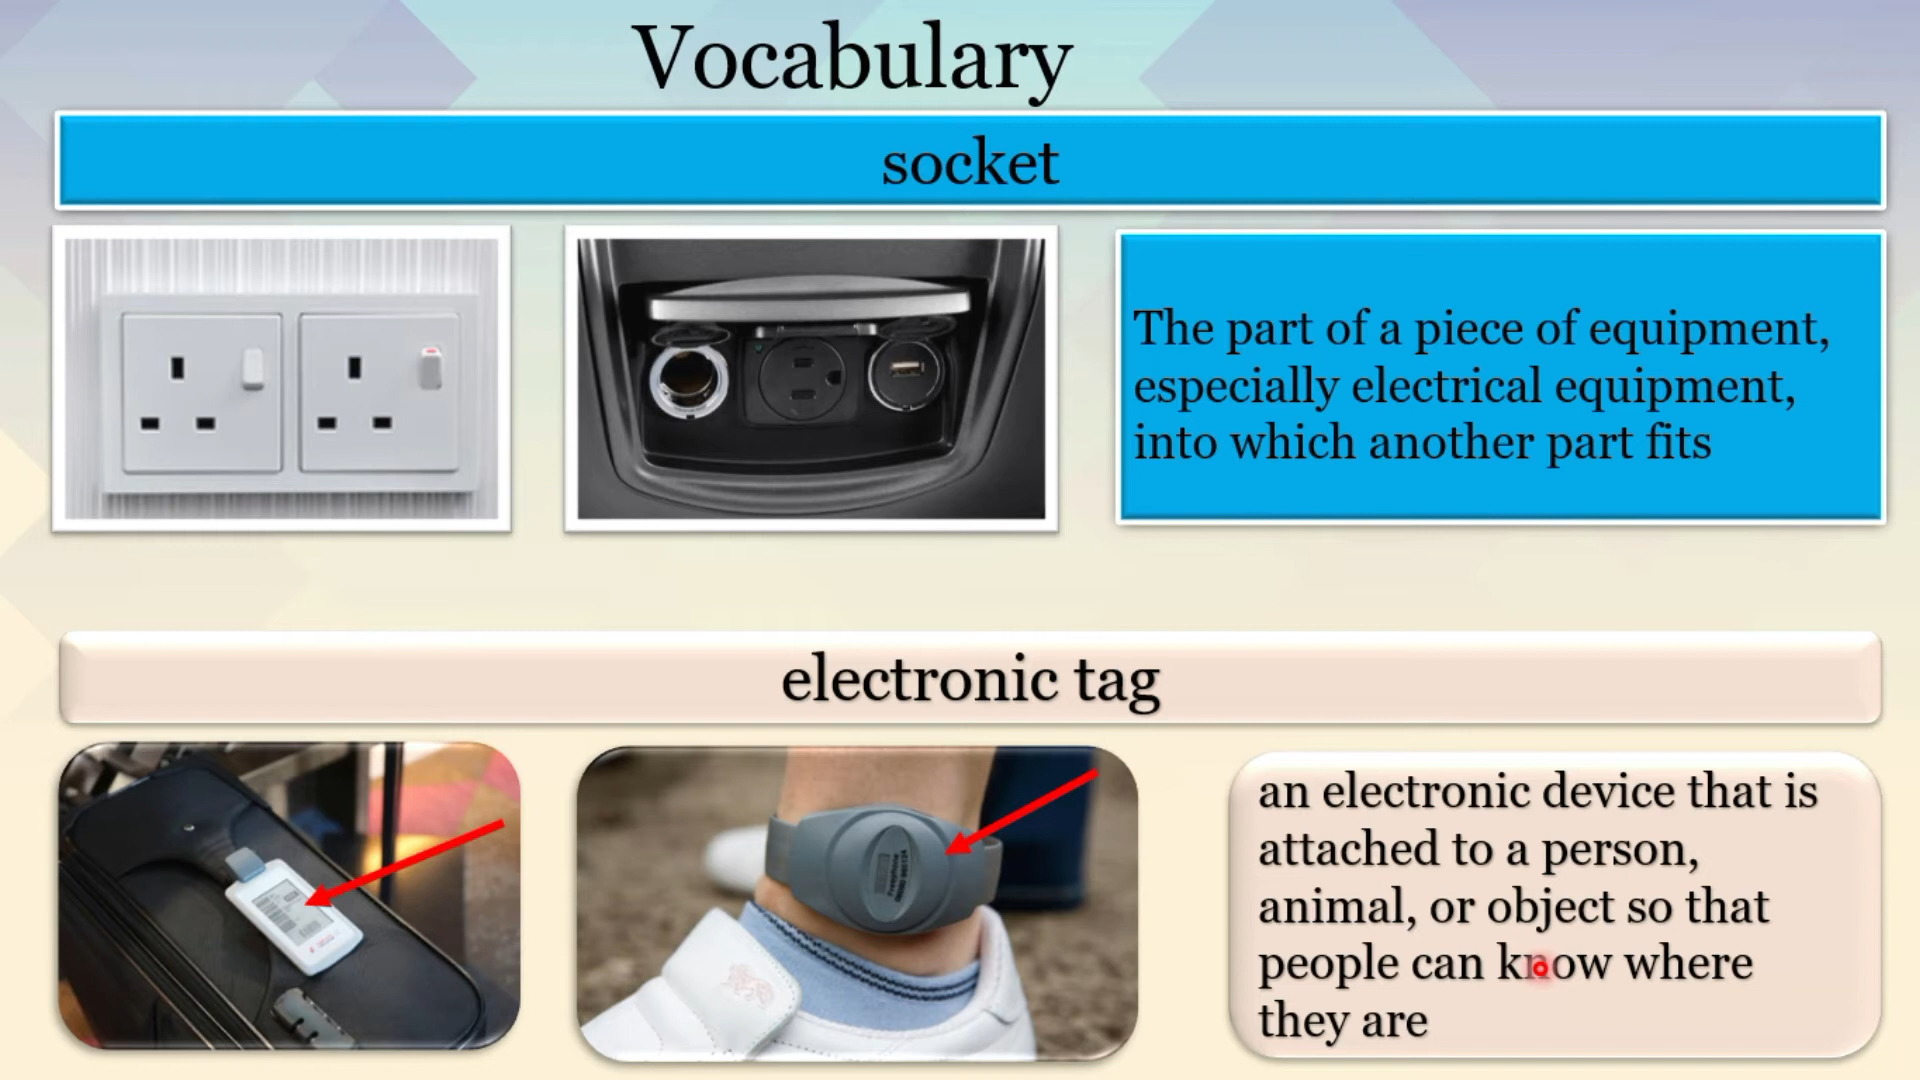 Vocabulary
socket
The part of a piece of equipment,
especially electrical equipment,
into which another part fits
electronic tag
an electronic device that is
attached to a person,
animal, or object so that
people can know where
they are